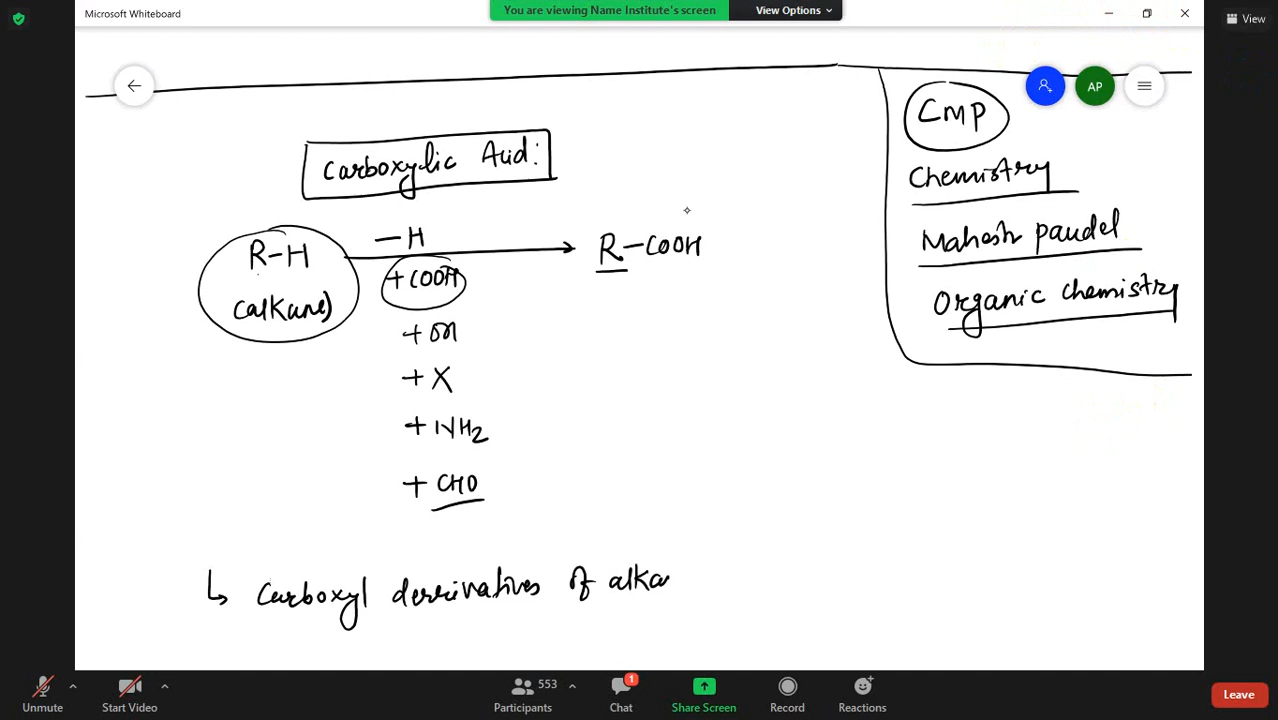 Microsoft Whiteboard
You are viewing Name Institute's screen
View Options
View
AP
CMP
Chemistry
Mahesh paudel
Organic chemistry
Carboxylic Acid:
R-H
(alkane)
- H
+ COOH
+ OH
+ X
+ NH2
+ CHO
R-COOH
↳ Carboxyl derrivatives of alka
Unmute
Start Video
553
Participants
1
Chat
Share Screen
Record
Reactions
Leave